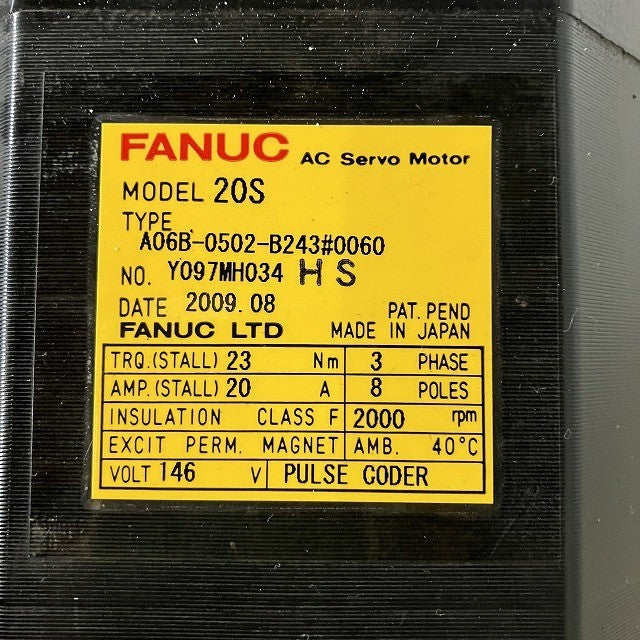 FANUC AC Servo Motor
MODEL 20S
TYPE
A06B-0502-B243#0060
NO. Y097MH034 H S
DATE 2009.08 PAT. PEND
FANUC LTD MADE IN JAPAN
TRQ.(STALL) 23 Nm 3 PHASE
AMP.(STALL) 20 A 8 POLES
INSULATION CLASS F 2000 rpm
EXCIT PERM. MAGNET AMB. 40°C
VOLT 146 V PULSE CODER